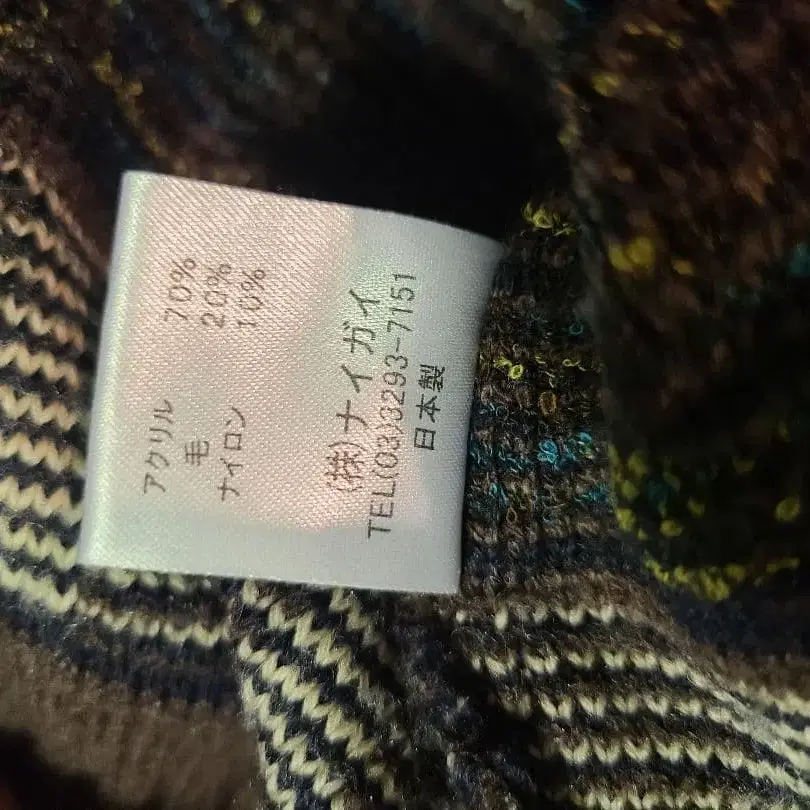 アクリル 70%
毛 20%
ナイロン 10%
(株)ナイガイ
TEL(03)3293-7151
日本製